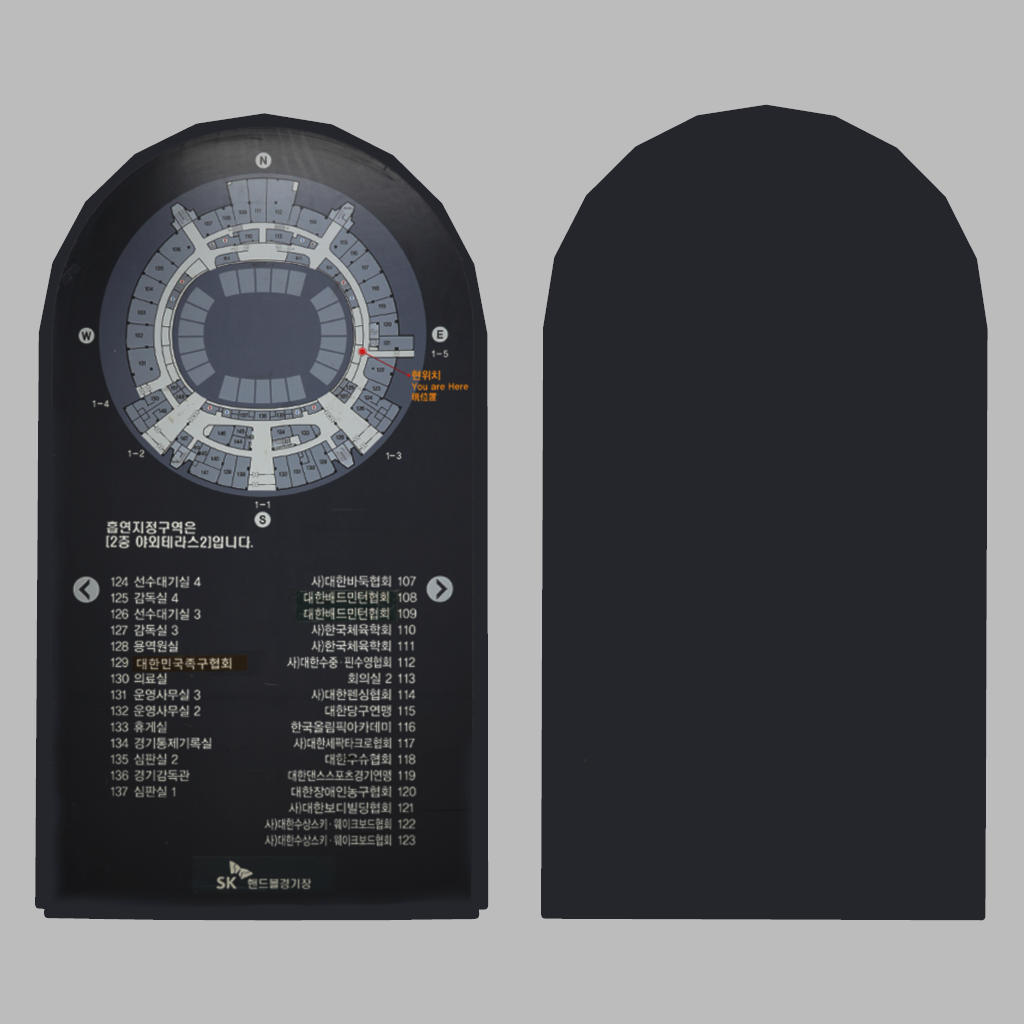 N
W
E
1-5
현위치
You are Here
現位置
1-4
1-2
1-3
1-1
S
흡연지정구역은
[2층 야외테라스2]입니다.
124 선수대기실 4
125 감독실 4
126 선수대기실 3
127 감독실 3
128 용역원실
129 대한민국족구협회
130 의료실
131 운영사무실 3
132 운영사무실 2
133 휴게실
134 경기통제기록실
135 심판실 2
136 경기감독관
137 심판실 1
사)대한바둑협회 107
대한배드민턴협회 108
대한배드민턴협회 109
사)한국체육학회 110
사)한국체육학회 111
사)대한수중·핀수영협회 112
회의실 2 113
사)대한펜싱협회 114
대한당구연맹 115
한국올림픽아카데미 116
사)대한세팍타크로협회 117
대한우슈협회 118
대한댄스스포츠경기연맹 119
대한장애인농구협회 120
사)대한보디빌딩협회 121
사)대한수상스키·웨이크보드협회 122
사)대한수상스키·웨이크보드협회 123
SK 핸드볼경기장